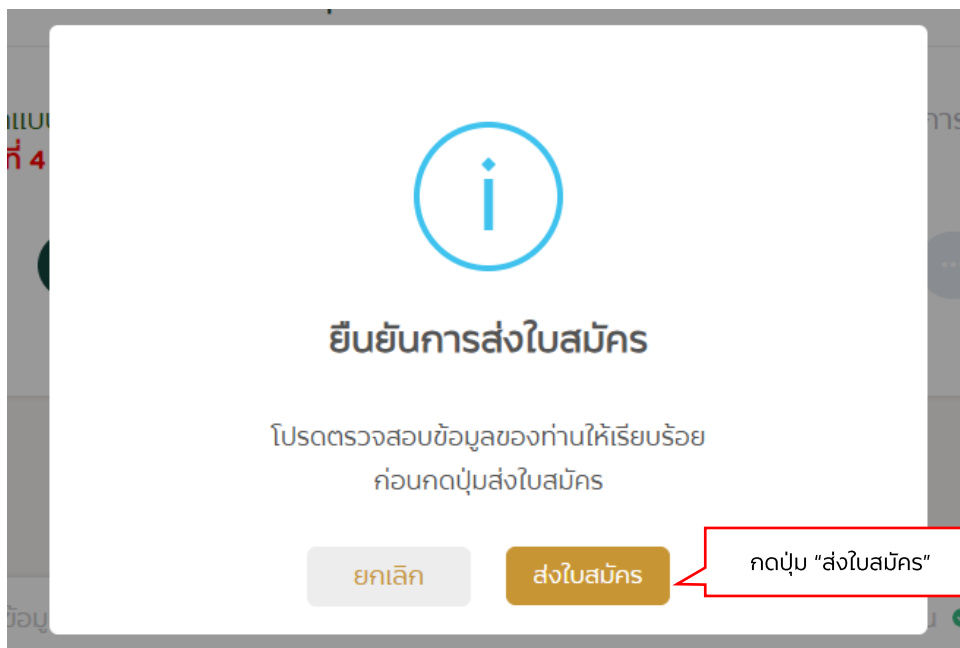 ที่ 4
ยืนยันการส่งใบสมัคร
โปรดตรวจสอบข้อมูลของท่านให้เรียบร้อย
ก่อนกดปุ่มส่งใบสมัคร
ยกเลิก
ส่งใบสมัคร
กดปุ่ม “ส่งใบสมัคร”